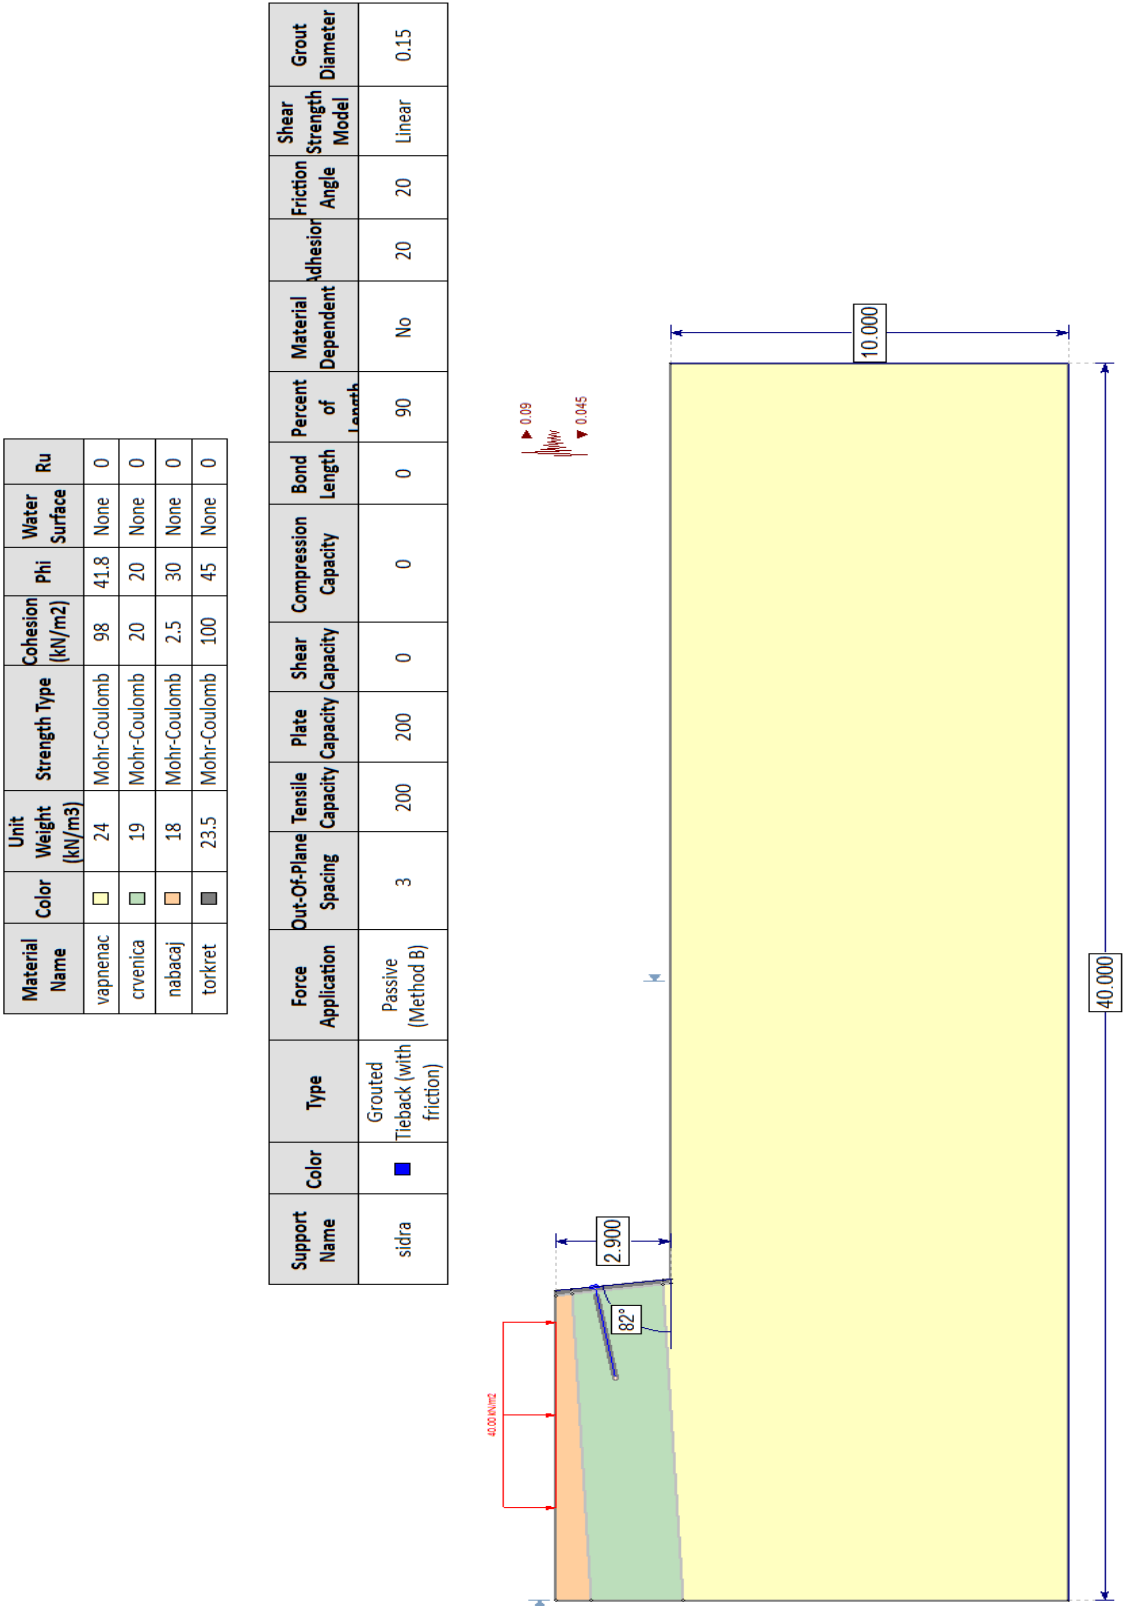 Material Name Color Unit Weight (kN/m3) Strength Type Cohesion (kN/m2) Phi Water Surface Ru
vapnenac 24 Mohr-Coulomb 98 41.8 None 0
crvenica 19 Mohr-Coulomb 20 20 None 0
nabacaj 18 Mohr-Coulomb 2.5 30 None 0
torkret 23.5 Mohr-Coulomb 100 45 None 0
Support Name Color Type Force Application Out-Of-Plane Spacing Tensile Capacity Plate Capacity Shear Capacity Compression Capacity Bond Length Percent of Length Material Dependent Adhesion Friction Angle Shear Strength Model Grout Diameter
sidra Grouted Tieback (with friction) Passive (Method B) 3 200 200 0 0 0 90 No 20 20 Linear 0.15
40.00 kN/m2
0.09
0.045
2.900
82°
10.000
40.000